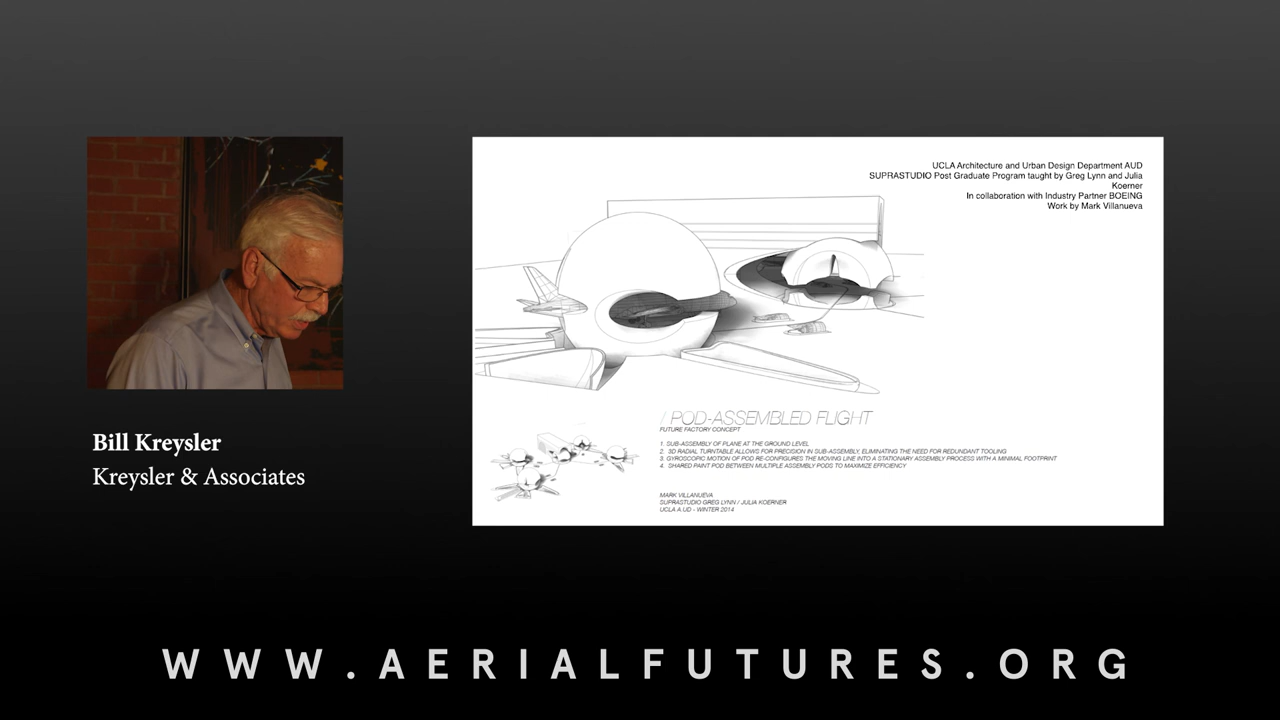 UCLA Architecture and Urban Design Department AUD
SUPRASTUDIO Post Graduate Program taught by Greg Lynn and Julia
Koerner
In collaboration with Industry Partner BOEING
Work by Mark Villanueva
/ POD-ASSEMBLED FLIGHT
FUTURE FACTORY CONCEPT
1. SUB-ASSEMBLY OF PLANE AT THE GROUND LEVEL
2. 3D RADIAL TURNTABLE ALLOWS FOR PRECISION IN SUB-ASSEMBLY, ELIMINATING THE NEED FOR REDUNDANT TOOLING
3. GYROSCOPIC MOTION OF POD RE-CONFIGURES THE MOVING LINE INTO A STATIONARY ASSEMBLY PROCESS WITH A MINIMAL FOOTPRINT
4. SHARED PAINT POD BETWEEN MULTIPLE ASSEMBLY PODS TO MAXIMIZE EFFICIENCY
MARK VILLANUEVA
SUPRASTUDIO GREG LYNN / JULIA KOERNER
UCLA A.UD - WINTER 2014
Bill Kreysler
Kreysler & Associates
WWW.AERIALFUTURES.ORG